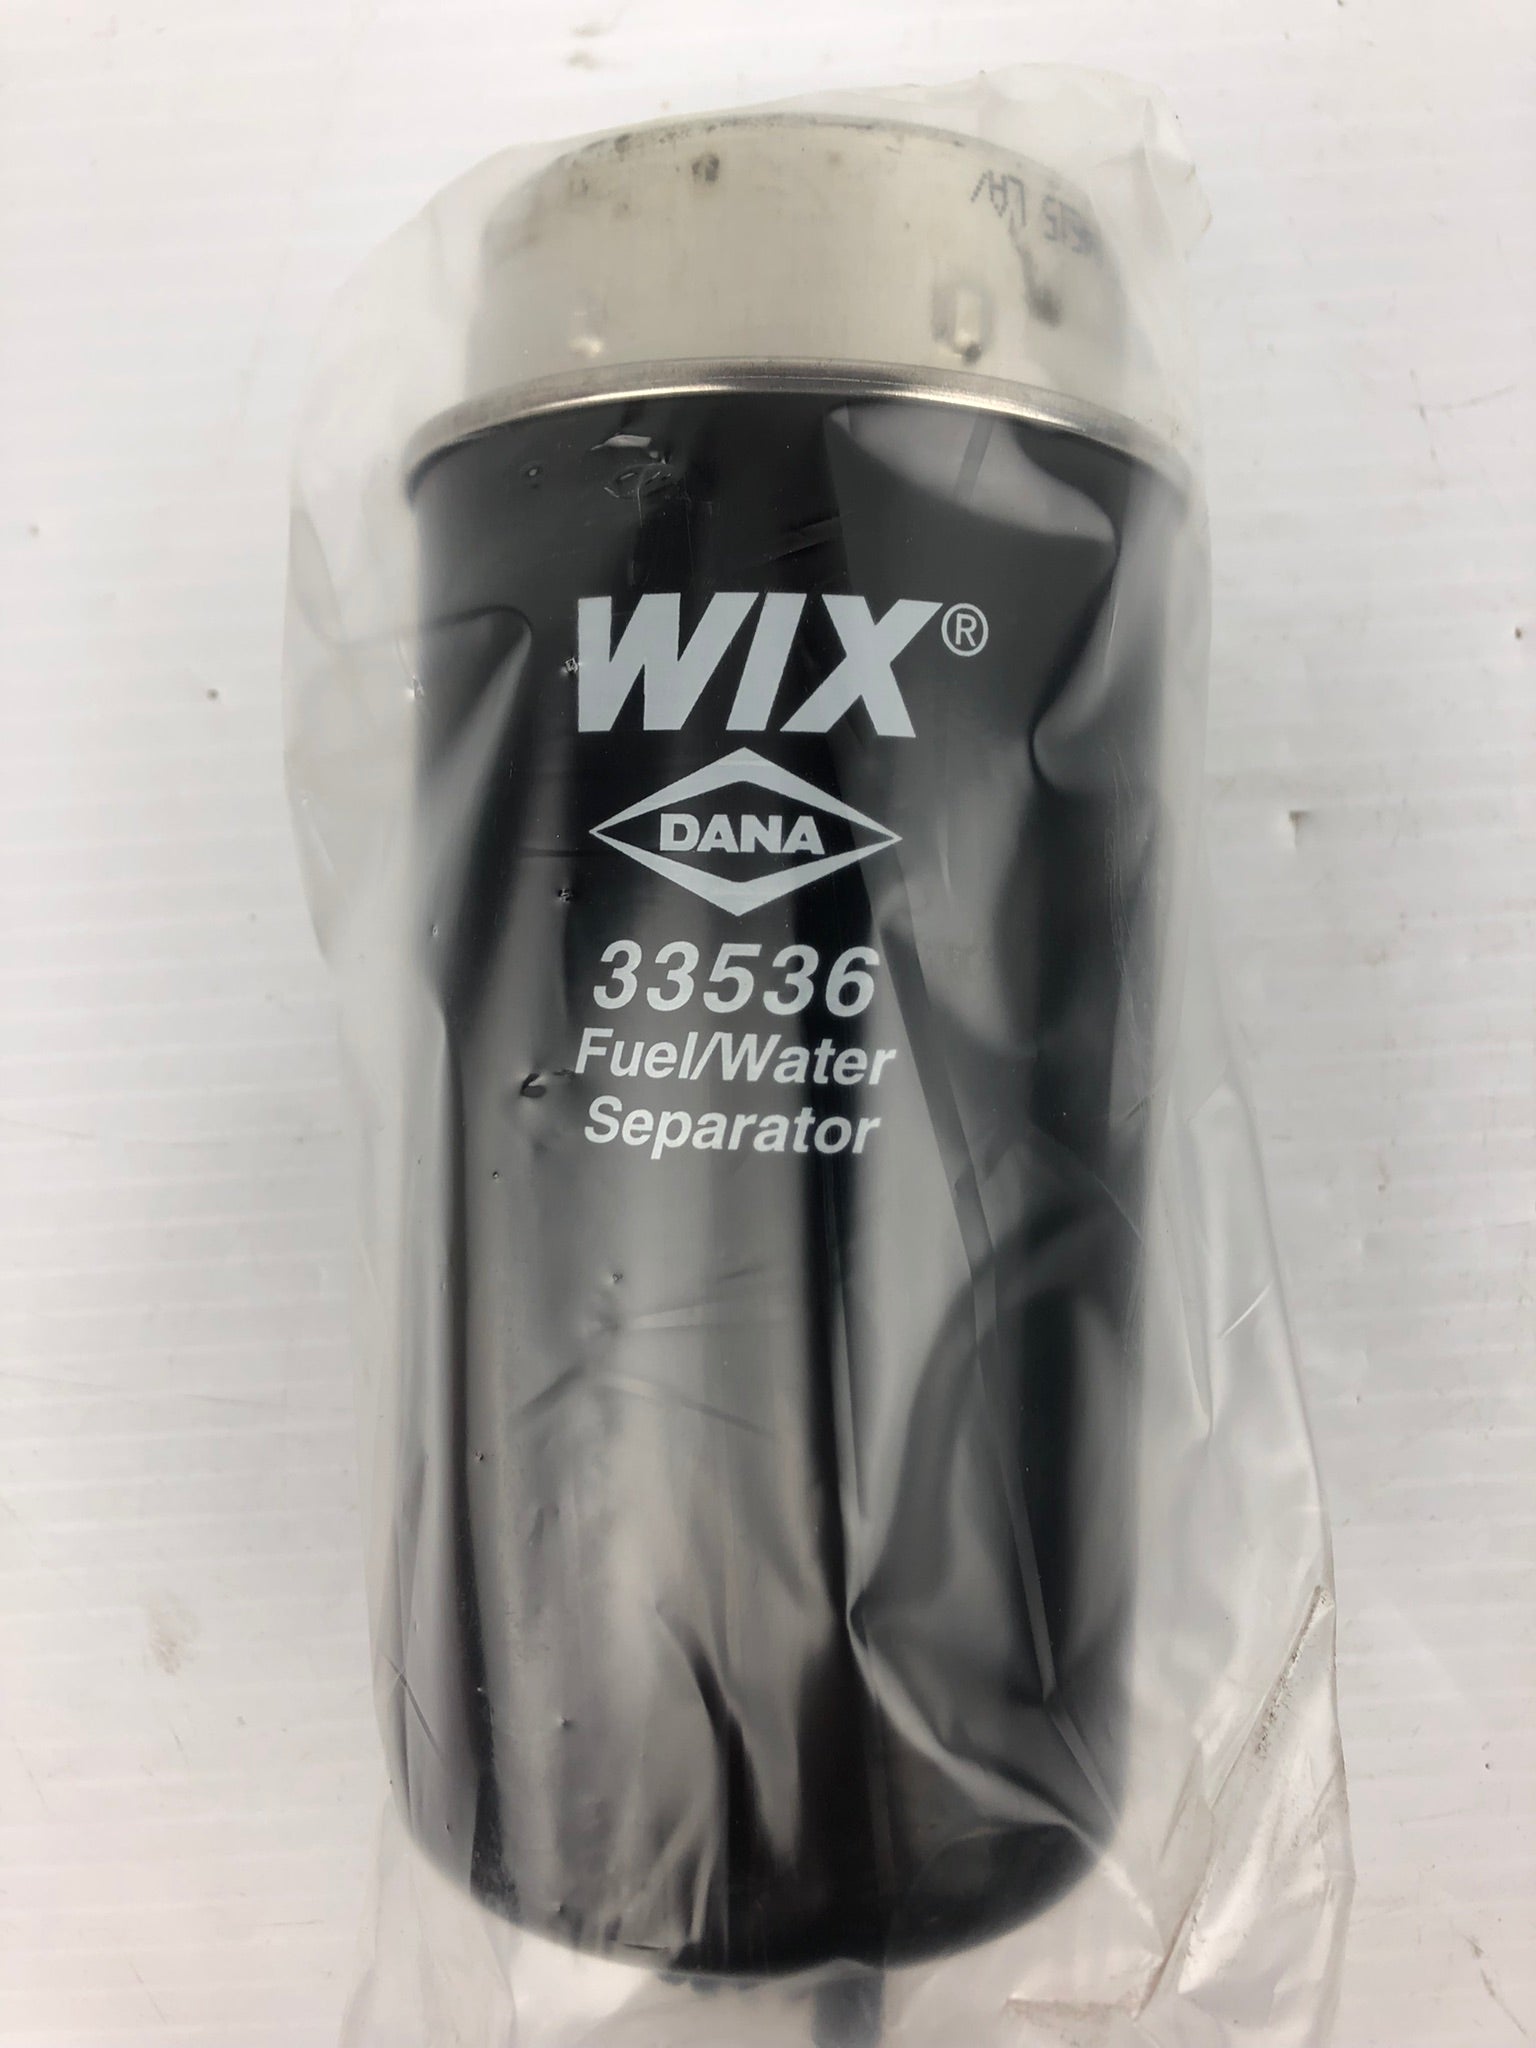 WIX®
DANA
33536
Fuel/Water
Separator